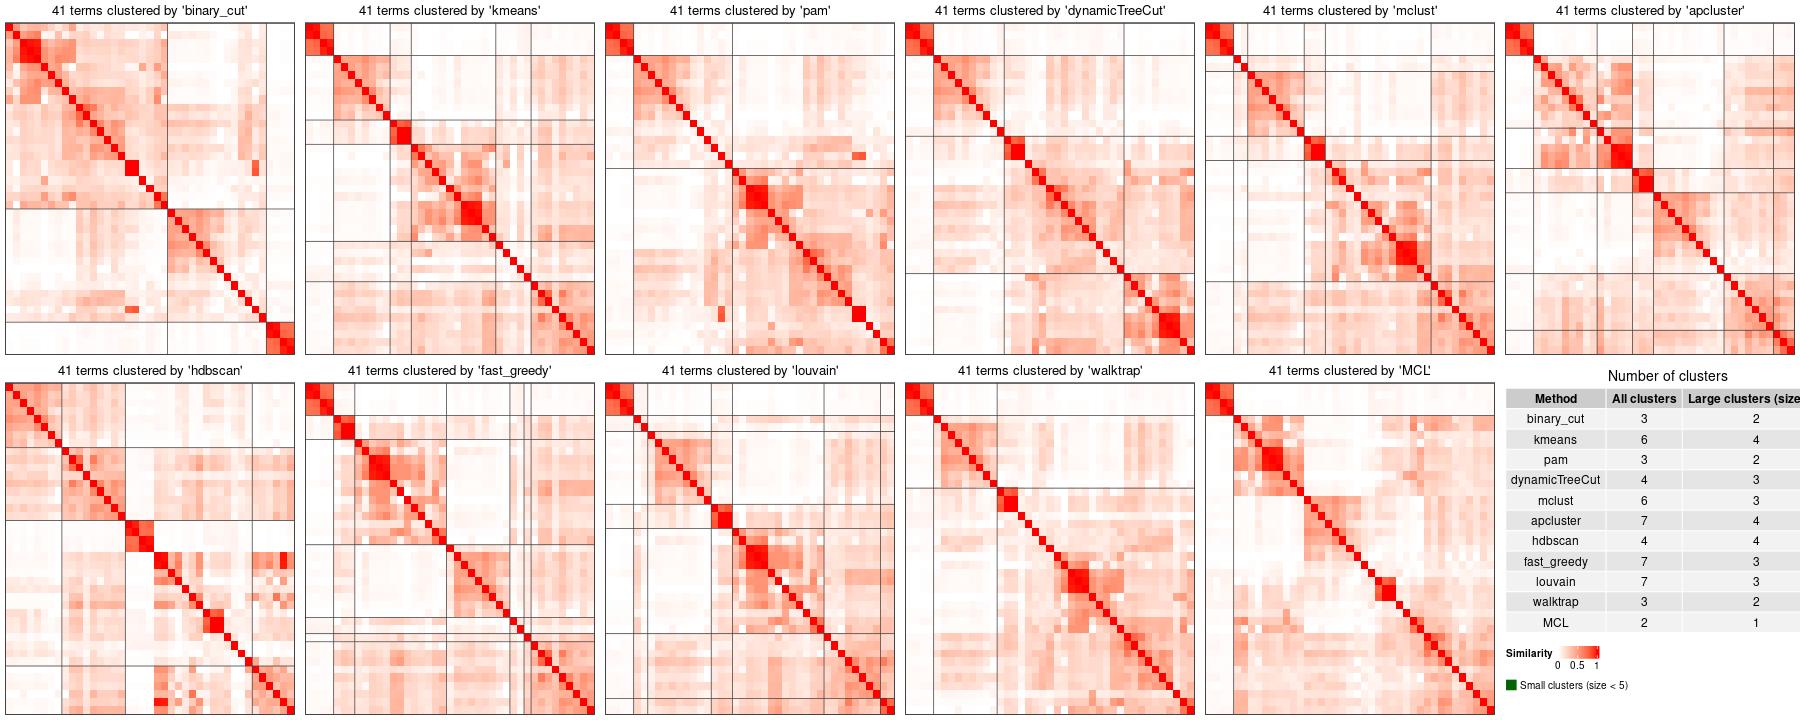 41 terms clustered by 'binary_cut'
41 terms clustered by 'kmeans'
41 terms clustered by 'pam'
41 terms clustered by 'dynamicTreeCut'
41 terms clustered by 'mclust'
41 terms clustered by 'apcluster'
41 terms clustered by 'hdbscan'
41 terms clustered by 'fast_greedy'
41 terms clustered by 'louvain'
41 terms clustered by 'walktrap'
41 terms clustered by 'MCL'
Number of clusters
Method All clusters Large clusters (size
binary_cut 3 2
kmeans 6 4
pam 3 2
dynamicTreeCut 4 3
mclust 6 3
apcluster 7 4
hdbscan 4 4
fast_greedy 7 3
louvain 7 3
walktrap 3 2
MCL 2 1
Similarity
0 0.5 1
Small clusters (size < 5)